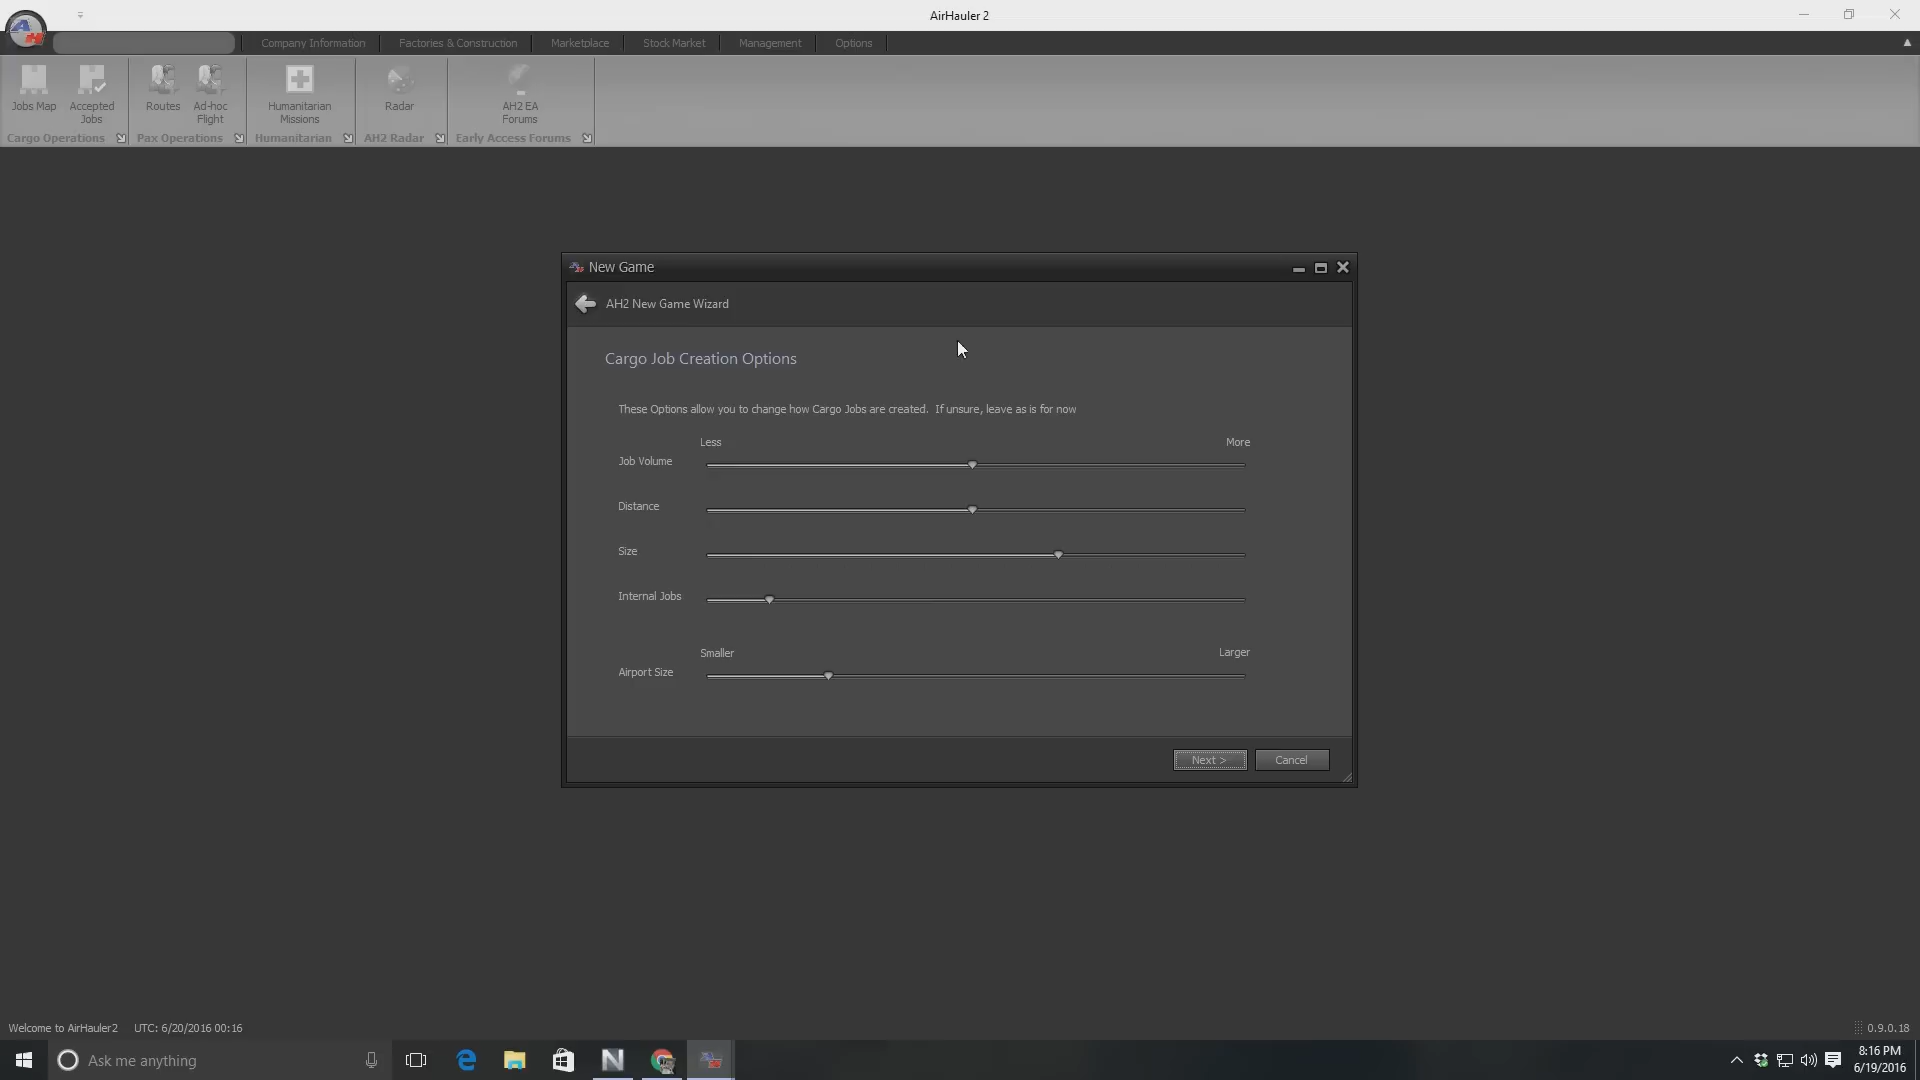 AirHauler 2
Company Information
Factories & Construction
Marketplace
Stock Market
Management
Options
Jobs Map
Accepted Jobs
Routes
Ad-hoc Flight
Humanitarian Missions
Radar
AH2 EA Forums
Cargo Operations
Pax Operations
Humanitarian
AH2 Radar
Early Access Forums
New Game
AH2 New Game Wizard
Cargo Job Creation Options
These Options allow you to change how Cargo Jobs are created.  If unsure, leave as is for now
Less
More
Job Volume
Distance
Size
Internal Jobs
Smaller
Larger
Airport Size
Next >
Cancel
Welcome to AirHauler2
UTC: 6/20/2016 00:16
0.9.0.18
Ask me anything
8:16 PM
6/19/2016